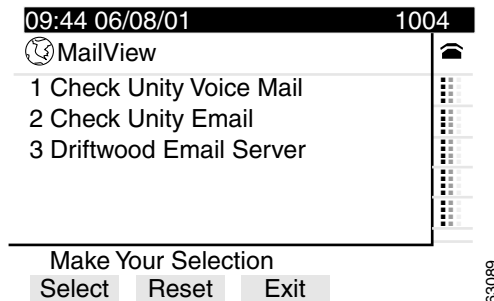 09:44 06/08/01 1004
MailView
1 Check Unity Voice Mail
2 Check Unity Email
3 Driftwood Email Server
Make Your Selection
Select Reset Exit